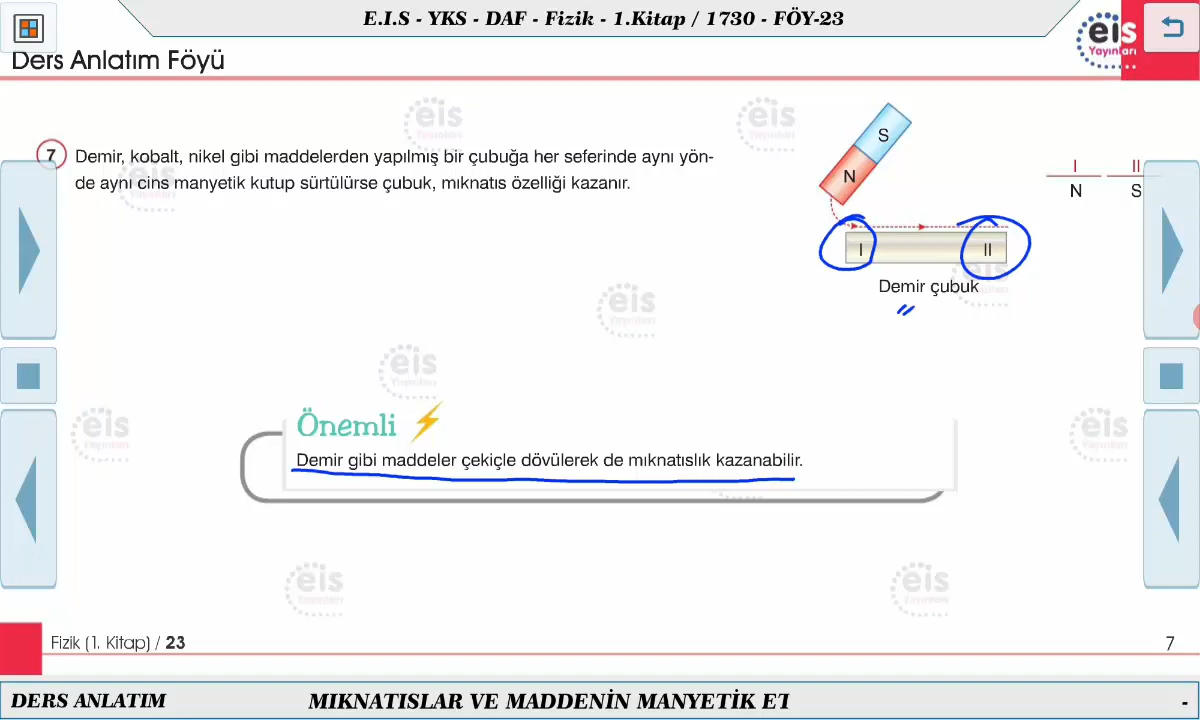 E.I.S - YKS - DAF - Fizik - 1.Kitap / 1730 - FÖY-23
Ders Anlatım Föyü
eis
Yayınları
7 Demir, kobalt, nikel gibi maddelerden yapılmış bir çubuğa her seferinde aynı yön-
de aynı cins manyetik kutup sürtülürse çubuk, mıknatıs özelliği kazanır.
S
N
I II
N S
I II
Demir çubuk
Önemli
Demir gibi maddeler çekiçle dövülerek de mıknatıslık kazanabilir.
Fizik (1. Kitap) / 23
7
DERS ANLATIM MIKNATISLAR VE MADDENİN MANYETİK ET -